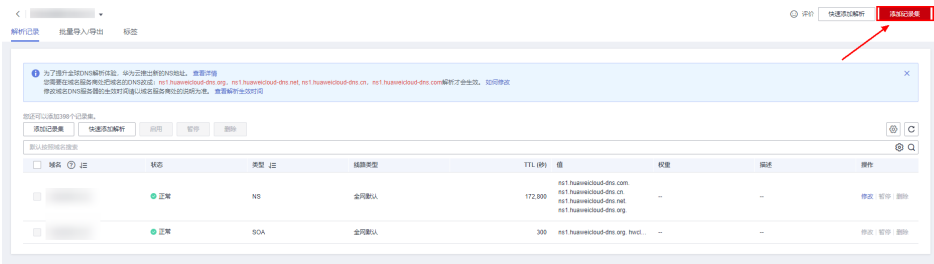 评价 快速添加解析 添加记录集
解析记录 批量导入/导出 标签
为了提升全球DNS解析体验，华为云推出新的NS地址。 查看详情
您需要在域名服务商处把域名的DNS改成：ns1.huaweicloud-dns.org、ns1.huaweicloud-dns.net, ns1.huaweicloud-dns.cn、ns1.huaweicloud-dns.com解析才会生效。 如何修改
修改域名DNS服务器的生效时间请以域名服务商处的说明为准。 查看解析生效时间
您还可以添加398个记录集。
添加记录集 快速添加解析 启用 暂停 删除
默认按照域名搜索
域名 状态 类型 线路类型 TTL (秒) 值 权重 描述 操作
正常 NS 全网默认 172,800 ns1.huaweicloud-dns.com.
ns1.huaweicloud-dns.cn.
ns1.huaweicloud-dns.net.
ns1.huaweicloud-dns.org.
-- -- 修改 暂停 删除
正常 SOA 全网默认 300 ns1.huaweicloud-dns.org. hwcl... -- -- 修改 暂停 删除